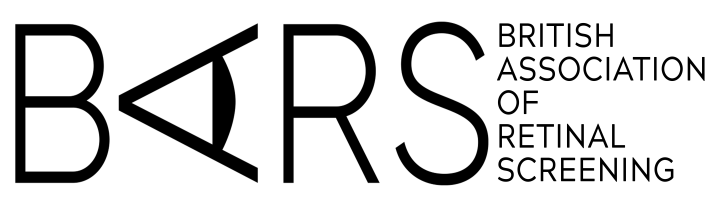 BARS
BRITISH
ASSOCIATION
OF
RETINAL
SCREENING